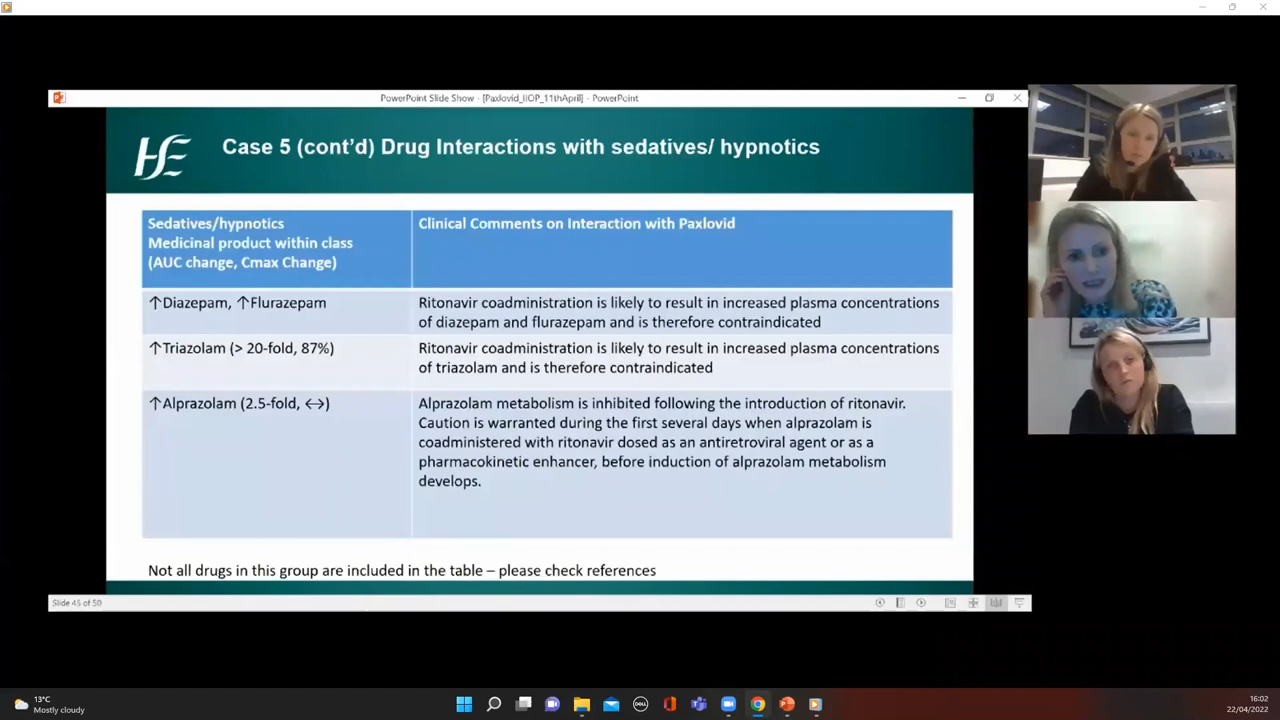 PowerPoint Slide Show - [Paxlovid_IIOP_11thApril] - PowerPoint
HSE
Case 5 (cont'd) Drug Interactions with sedatives/ hypnotics
Sedatives/hypnotics
Medicinal product within class
(AUC change, Cmax Change)
Clinical Comments on Interaction with Paxlovid
↑Diazepam, ↑Flurazepam
Ritonavir coadministration is likely to result in increased plasma concentrations
of diazepam and flurazepam and is therefore contraindicated
↑Triazolam (> 20-fold, 87%)
Ritonavir coadministration is likely to result in increased plasma concentrations
of triazolam and is therefore contraindicated
↑Alprazolam (2.5-fold, ↔)
Alprazolam metabolism is inhibited following the introduction of ritonavir.
Caution is warranted during the first several days when alprazolam is
coadministered with ritonavir dosed as an antiretroviral agent or as a
pharmacokinetic enhancer, before induction of alprazolam metabolism
develops.
Not all drugs in this group are included in the table – please check references
Slide 45 of 50
13°C
Mostly cloudy
DELL
16:02
22/04/2022